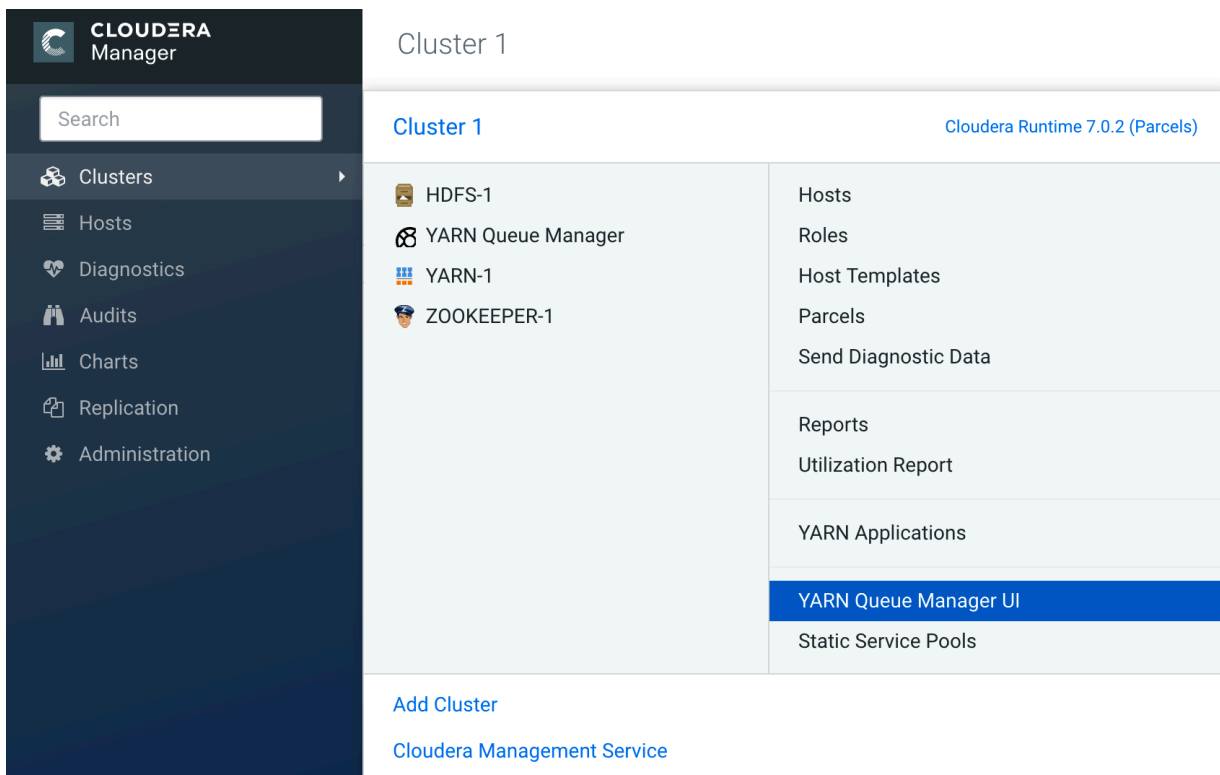 CLOUDERA
Manager
Search
Clusters
Hosts
Diagnostics
Audits
Charts
Replication
Administration
Cluster 1
Cluster 1
Cloudera Runtime 7.0.2 (Parcels)
HDFS-1
YARN Queue Manager
YARN-1
ZOOKEEPER-1
Hosts
Roles
Host Templates
Parcels
Send Diagnostic Data
Reports
Utilization Report
YARN Applications
YARN Queue Manager UI
Static Service Pools
Add Cluster
Cloudera Management Service